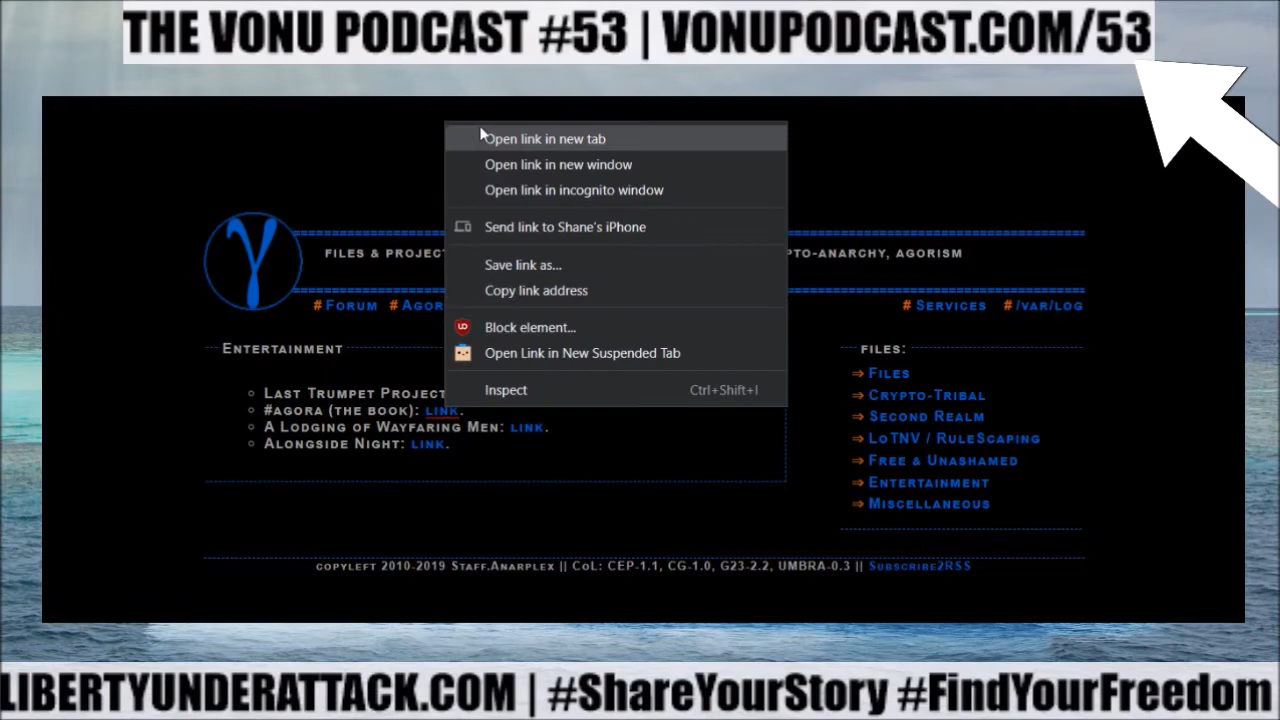 THE VONU PODCAST #53 | VONUPODCAST.COM/53
Open link in new tab
Open link in new window
Open link in incognito window
Send link to Shane's iPhone
Save link as...
Copy link address
Block element...
Open Link in New Suspended Tab
Inspect Ctrl+Shift+I
γ
FILES & PROJECT
PTO-ANARCHY, AGORISM
# FORUM # AGOR
# SERVICES # /VAR/LOG
ENTERTAINMENT
LAST TRUMPET PROJECT
#AGORA (THE BOOK): LINK.
A LODGING OF WAYFARING MEN: LINK.
ALONGSIDE NIGHT: LINK.
FILES:
⇒ FILES
⇒ CRYPTO-TRIBAL
⇒ SECOND REALM
⇒ LOTNV / RULESCAPING
⇒ FREE & UNASHAMED
⇒ ENTERTAINMENT
⇒ MISCELLANEOUS
COPYLEFT 2010-2019 STAFF.ANARPLEX || COL: CEP-1.1, CG-1.0, G23-2.2, UMBRA-0.3 || SUBSCRIBE2RSS
LIBERTYUNDERATTACK.COM | #ShareYourStory #FindYourFreedom